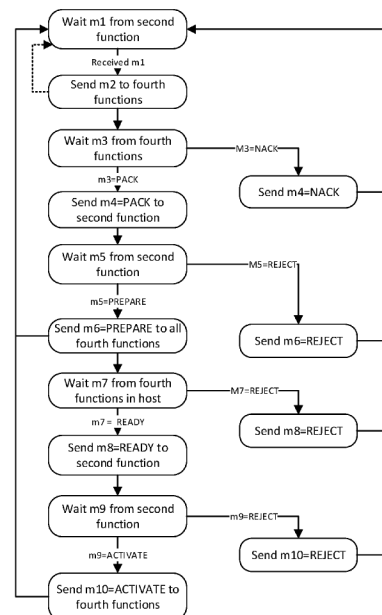 Wait m1 from second
function
Received m1
Send m2 to fourth
functions
Wait m3 from fourth
functions
M3=NACK
m3=PACK
Send m4=NACK
Send m4=PACK to
second function
Wait m5 from second
function
M5=REJECT
m5=PREPARE
Send m6=PREPARE to all
fourth functions
Send m6=REJECT
Wait m7 from fourth
functions in host
M7=REJECT
m7 = READY
Send m8=REJECT
Send m8=READY to
second function
Wait m9 from second
function
m9=REJECT
m9=ACTIVATE
Send m10=REJECT
Send m10=ACTIVATE to
fourth functions